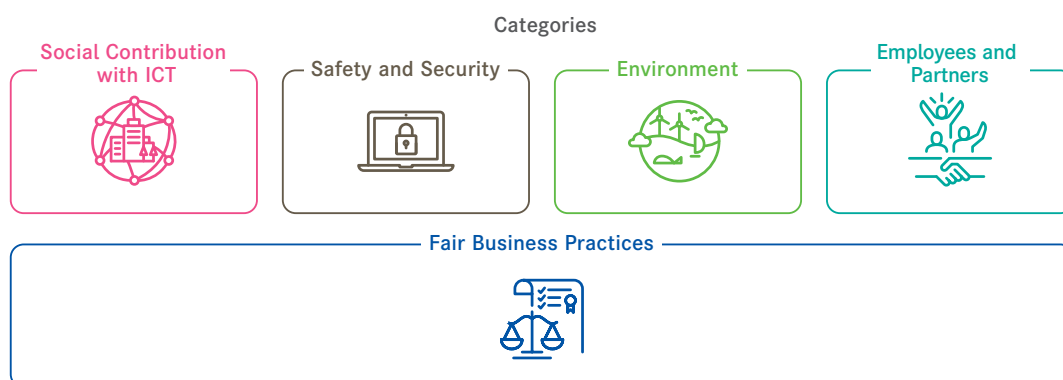 Categories
Social Contribution
with ICT
Safety and Security
Environment
Employees and
Partners
Fair Business Practices